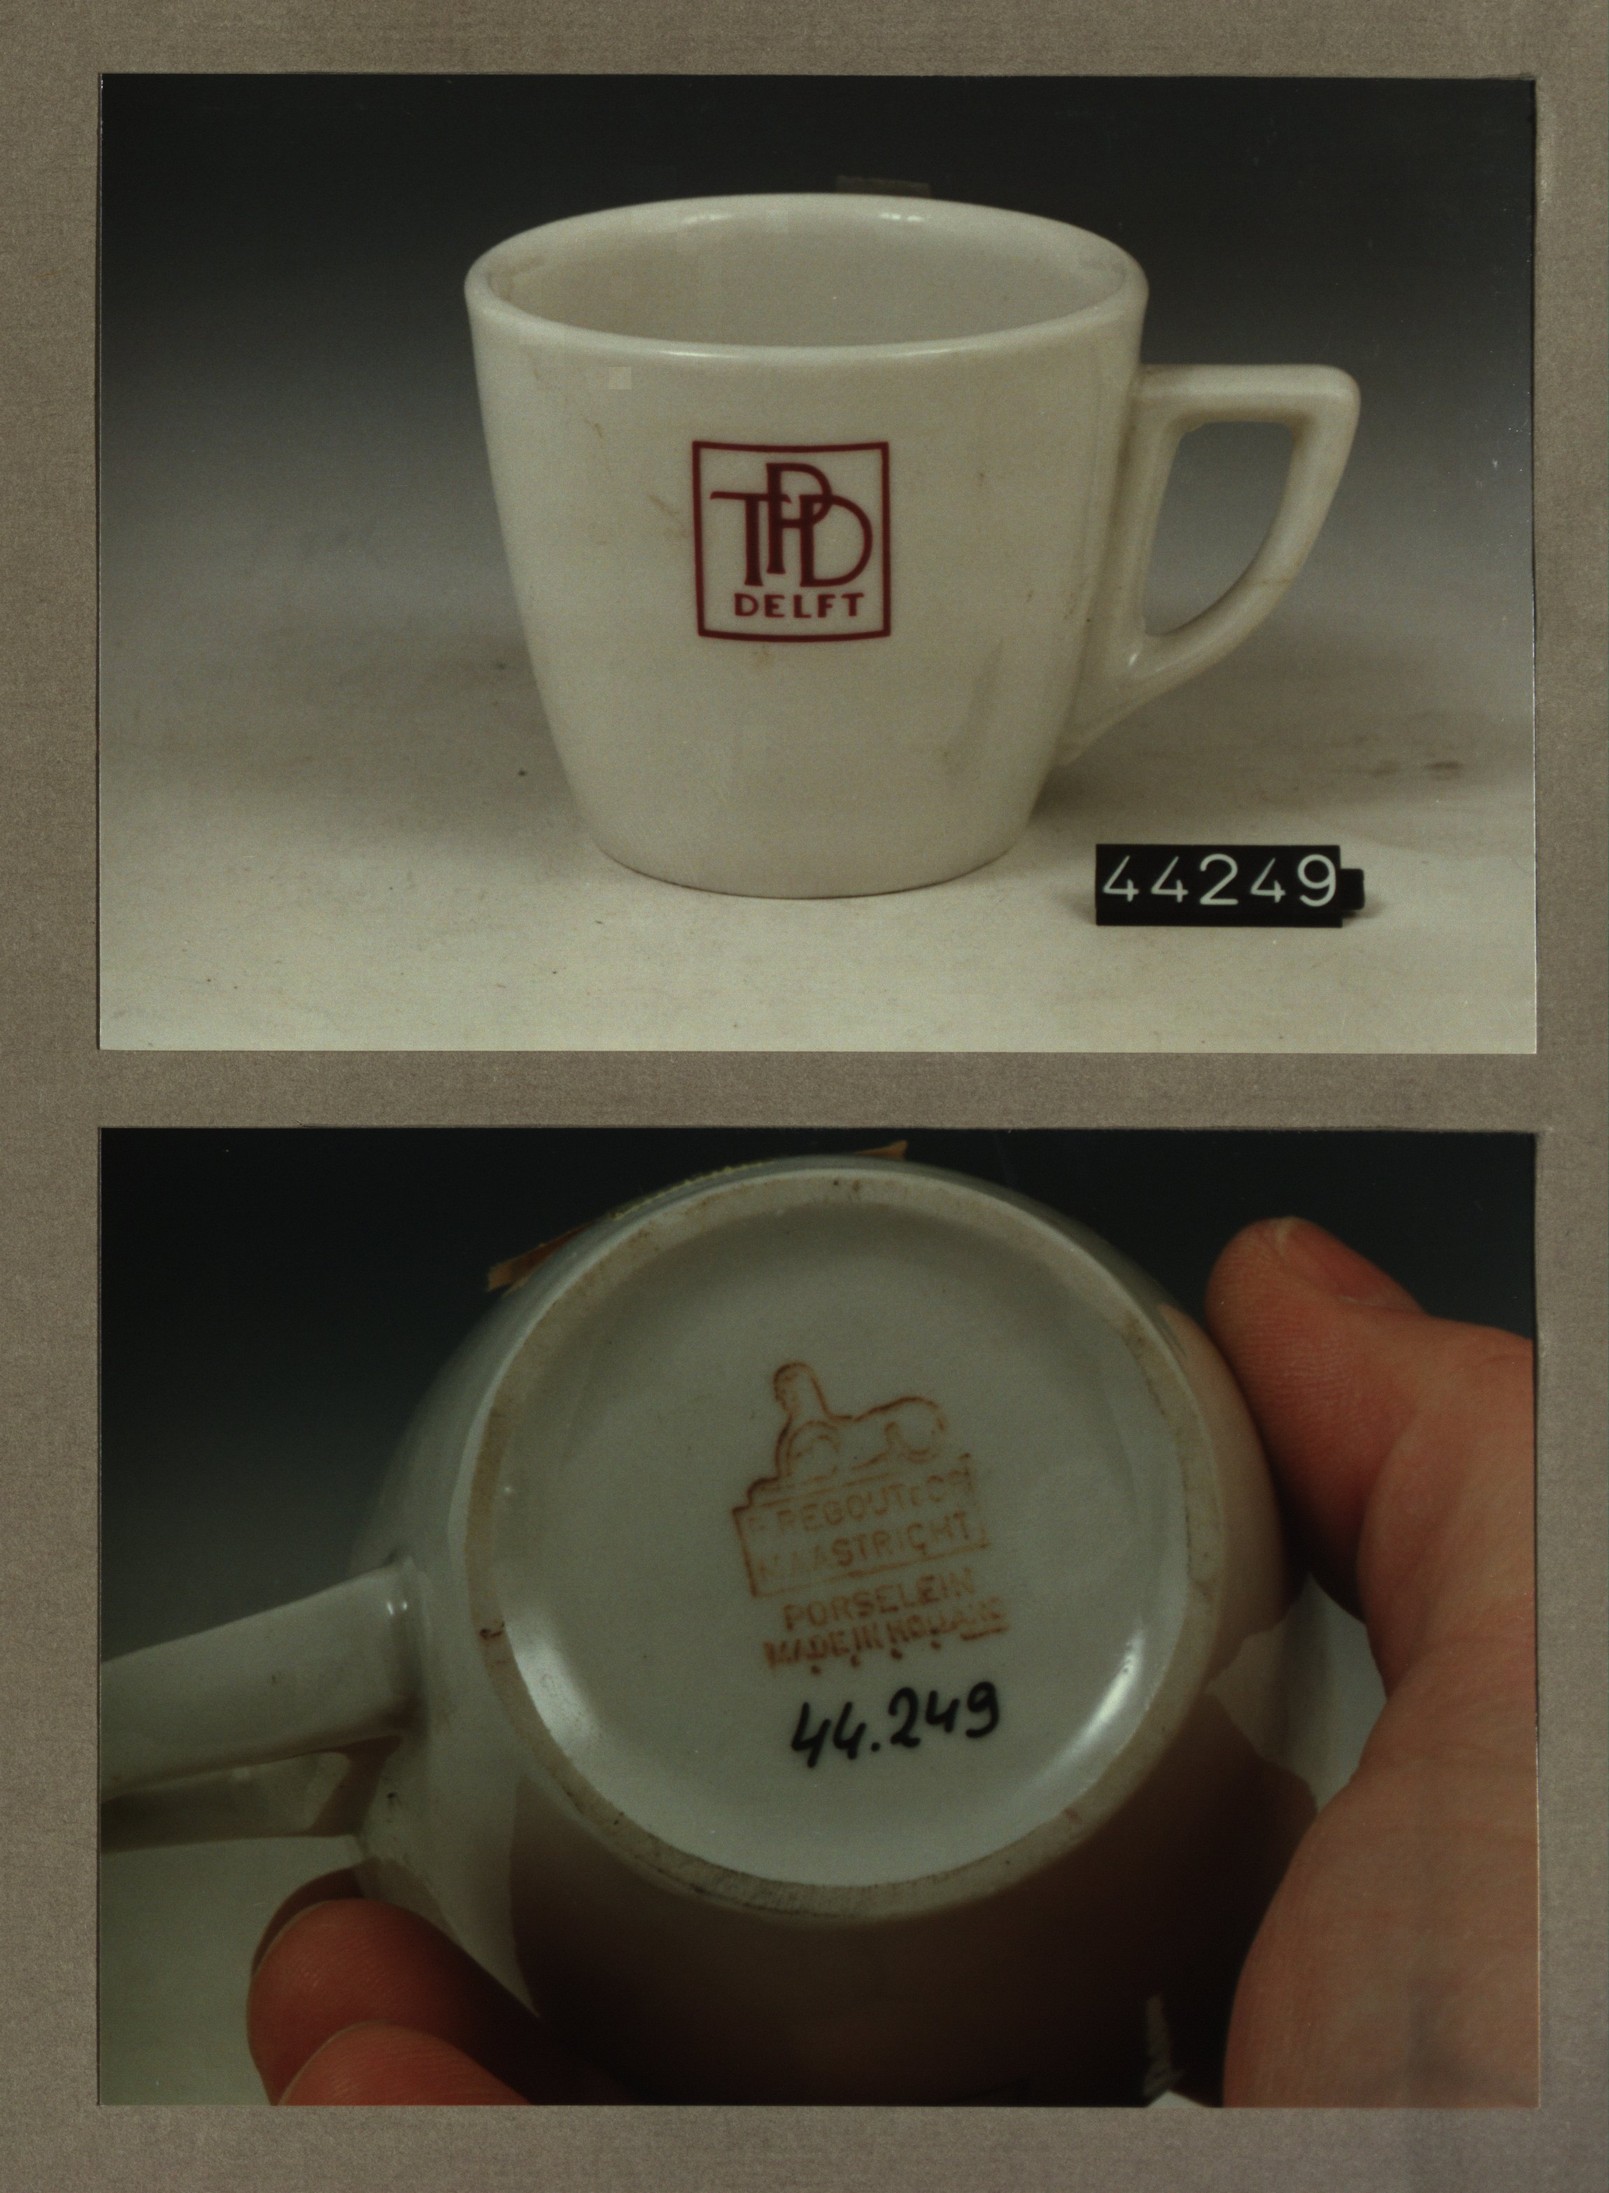 TPD
DELFT
44249
P. REGOUT & CO
MAASTRICHT
PORSELEIN
MADE IN HOLLAND
44.249